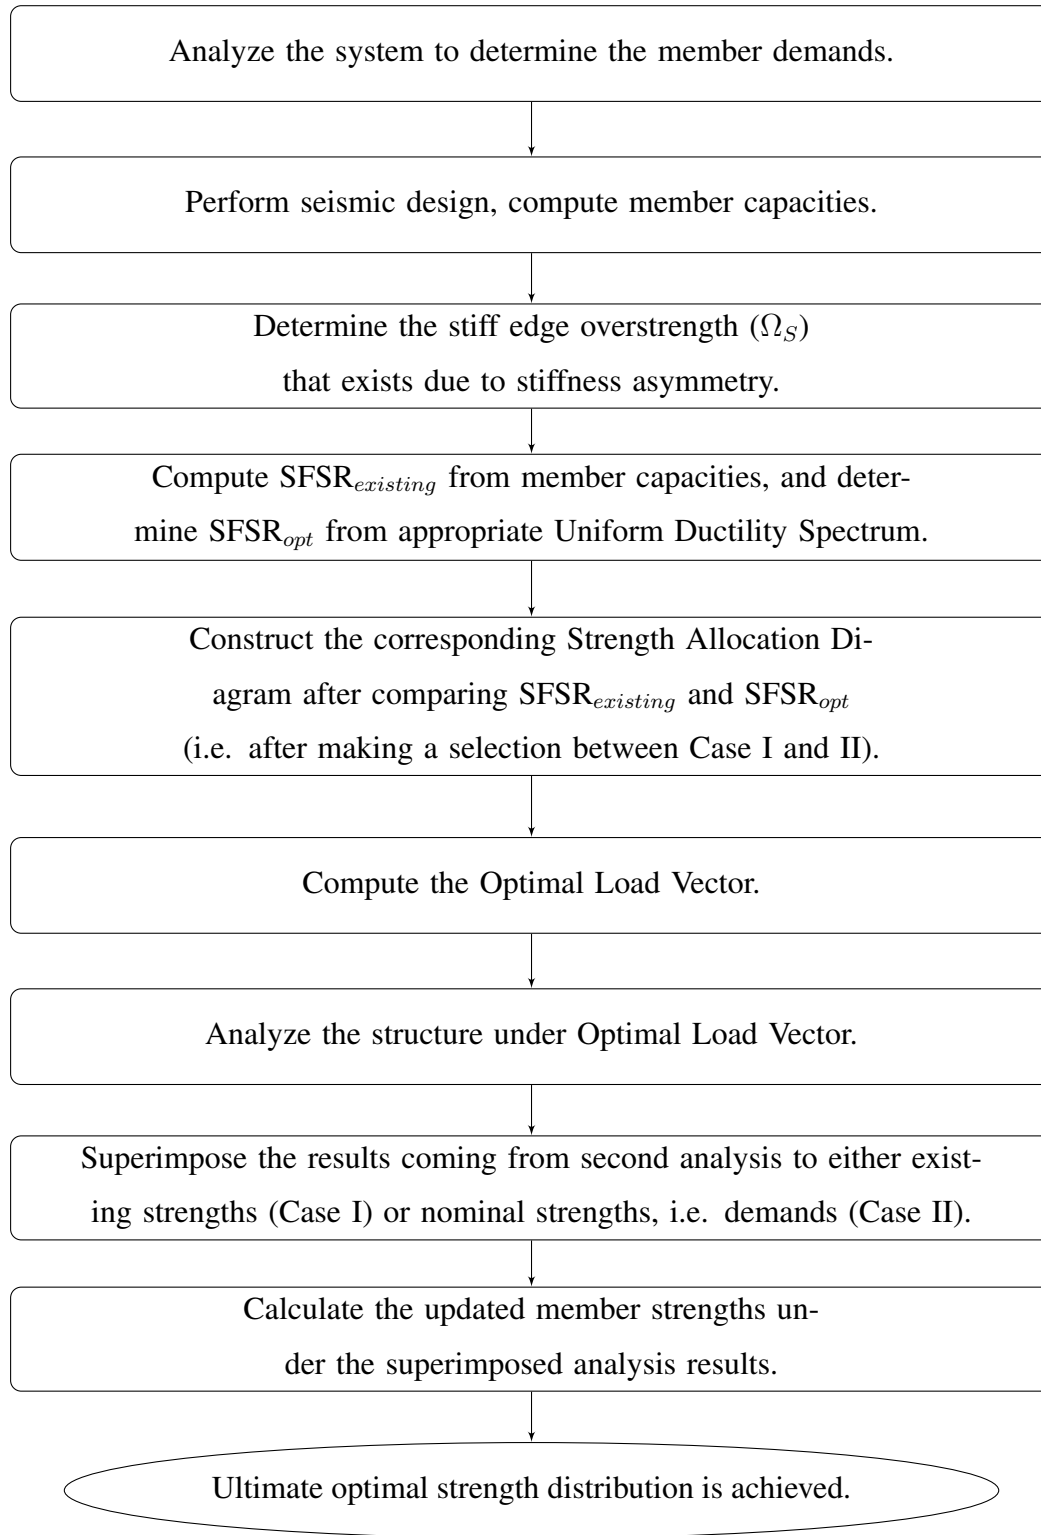 Analyze the system to determine the member demands.
Perform seismic design, compute member capacities.
Determine the stiff edge overstrength (Ω_S)
that exists due to stiffness asymmetry.
Compute SFSR_existing from member capacities, and deter-
mine SFSR_opt from appropriate Uniform Ductility Spectrum.
Construct the corresponding Strength Allocation Di-
agram after comparing SFSR_existing and SFSR_opt
(i.e. after making a selection between Case I and II).
Compute the Optimal Load Vector.
Analyze the structure under Optimal Load Vector.
Superimpose the results coming from second analysis to either exist-
ing strengths (Case I) or nominal strengths, i.e. demands (Case II).
Calculate the updated member strengths un-
der the superimposed analysis results.
Ultimate optimal strength distribution is achieved.